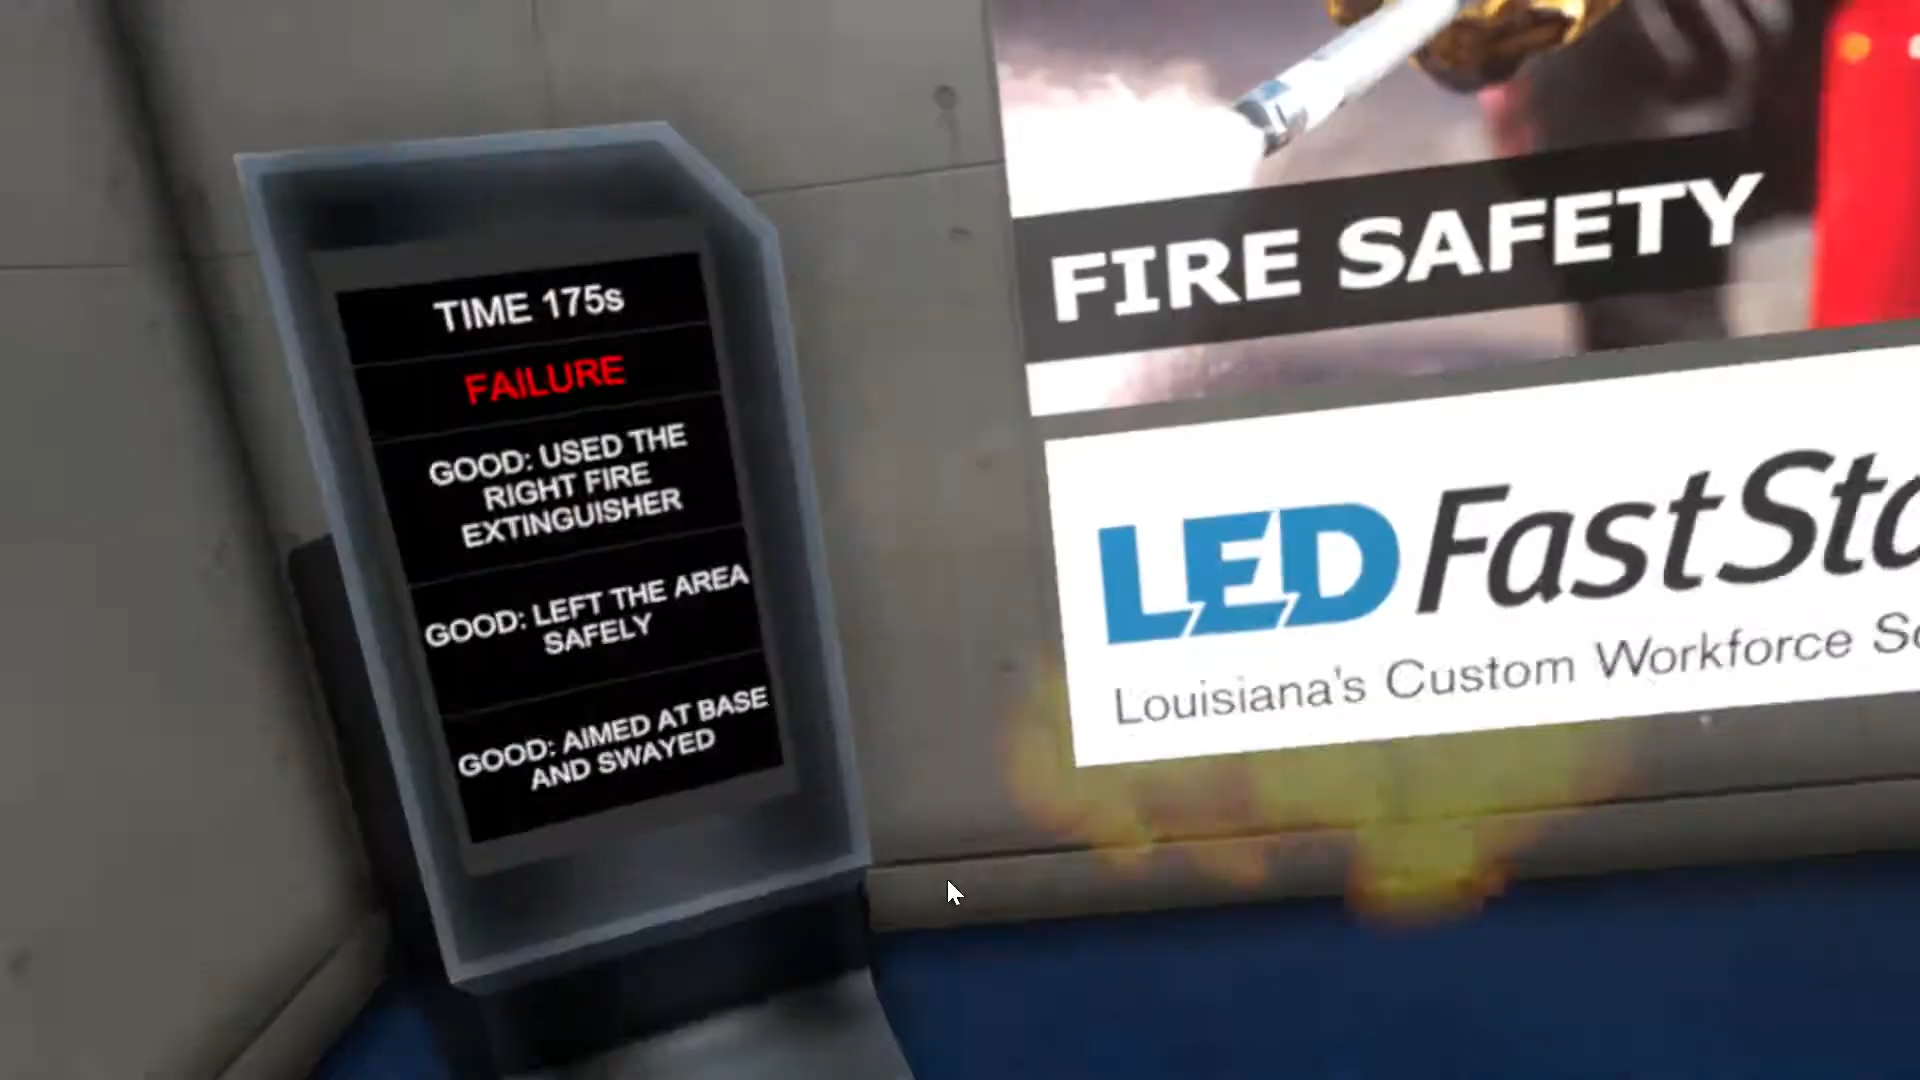 TIME 175s
FAILURE
GOOD: USED THE
RIGHT FIRE
EXTINGUISHER
GOOD: LEFT THE AREA
SAFELY
GOOD: AIMED AT BASE
AND SWAYED
FIRE SAFETY
LED FastSta
Louisiana's Custom Workforce